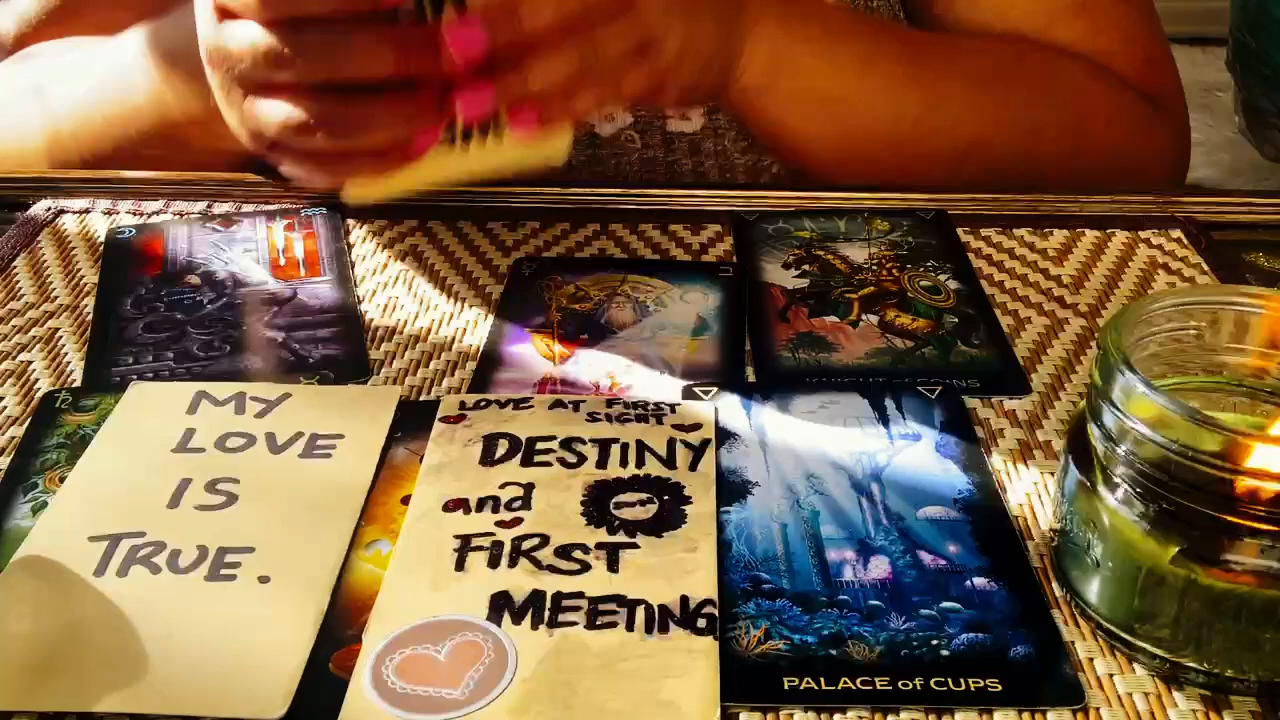 MY
LOVE
IS
TRUE.
LOVE AT FIRST
SIGHT
DESTINY
and
FIRST
MEETING
PALACE of CUPS